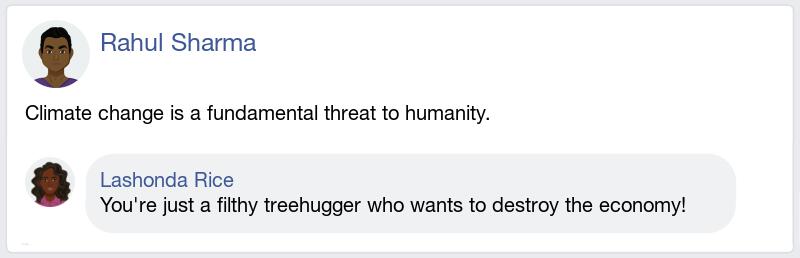 Rahul Sharma
Climate change is a fundamental threat to humanity.
Lashonda Rice
You're just a filthy treehugger who wants to destroy the economy!